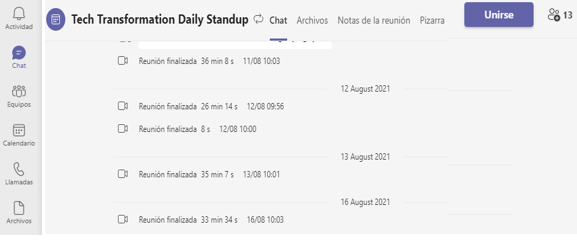 Tech Transformation Daily Standup Chat Archivos Notas de la reunión Pizarra Unirse 13
Actividad
Chat
Equipos
Calendario
Llamadas
Archivos
Reunión finalizada 36 min 8 s 11/08 10:03
12 August 2021
Reunión finalizada 26 min 14 s 12/08 09:56
Reunión finalizada 8 s 12/08 10:00
13 August 2021
Reunión finalizada 35 min 7 s 13/08 10:01
16 August 2021
Reunión finalizada 33 min 34 s 16/08 10:03